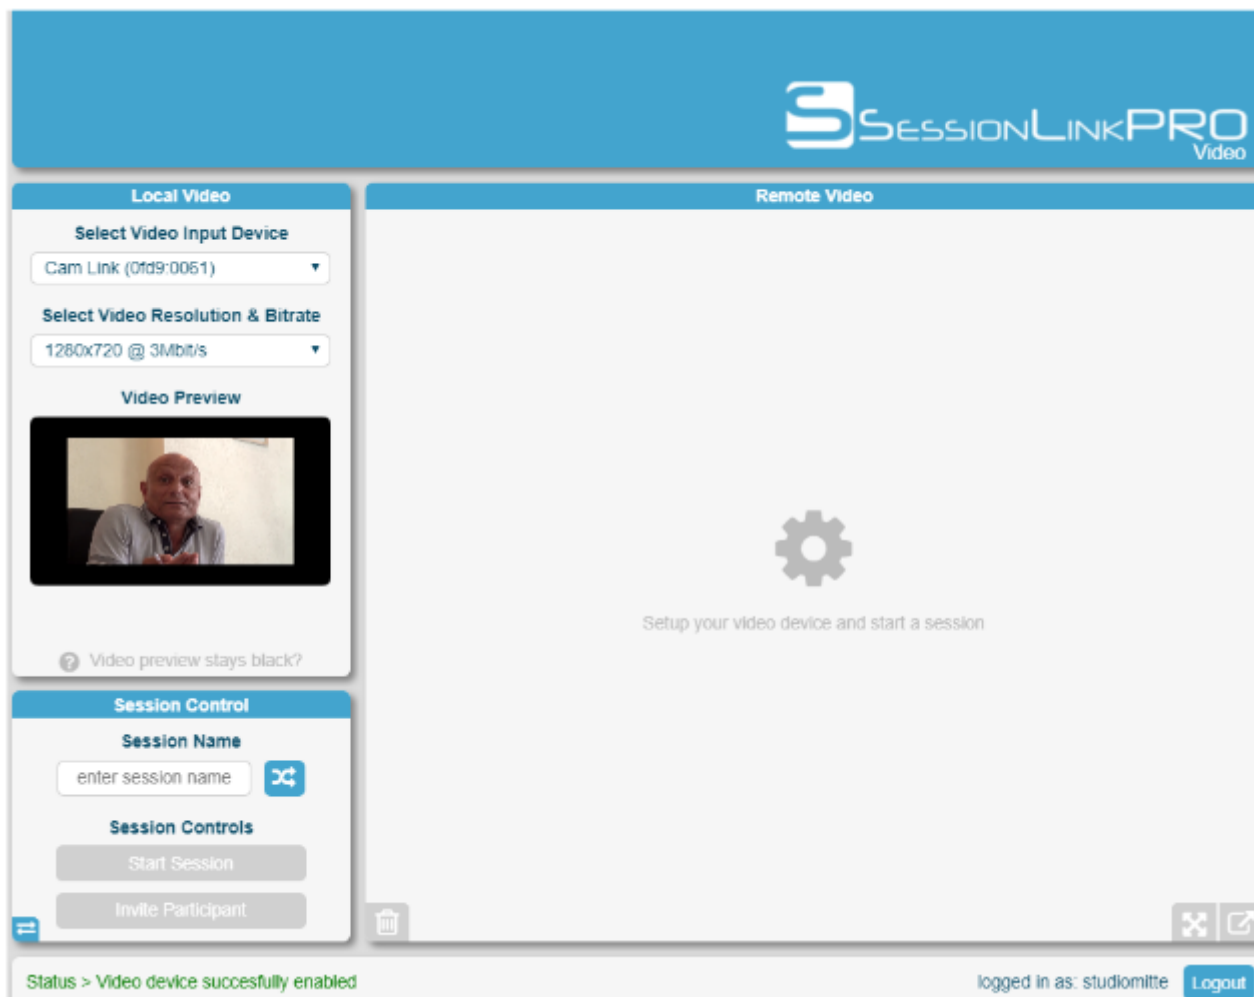 SESSIONLINKPRO
Video
Local Video
Select Video Input Device
Cam Link (0fd9:0061)
Select Video Resolution & Bitrate
1280x720 @ 3Mbit/s
Video Preview
Video preview stays black?
Session Control
Session Name
enter session name
Session Controls
Start Session
Invite Participant
Remote Video
Setup your video device and start a session
Status > Video device succesfully enabled
logged in as: studiomitte
Logout